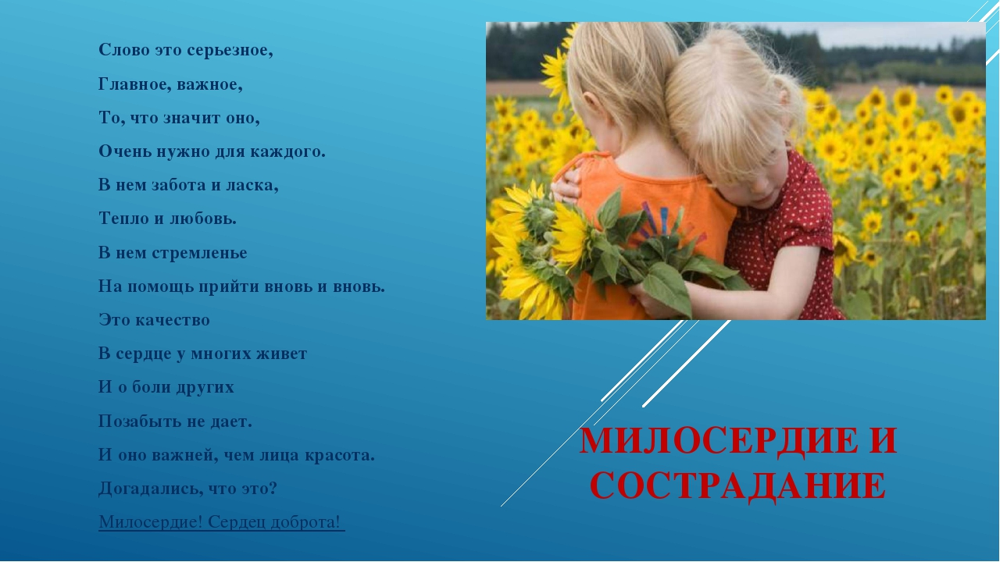 Слово это серьезное,
Главное, важное,
То, что значит оно,
Очень нужно для каждого.
В нем забота и ласка,
Тепло и любовь.
В нем стремленье
На помощь прийти вновь и вновь.
Это качество
В сердце у многих живет
И о боли других
Позабыть не дает.
И оно важней, чем лица красота.
Догадались, что это?
Милосердие! Сердец доброта!
МИЛОСЕРДИЕ И
СОСТРАДАНИЕ